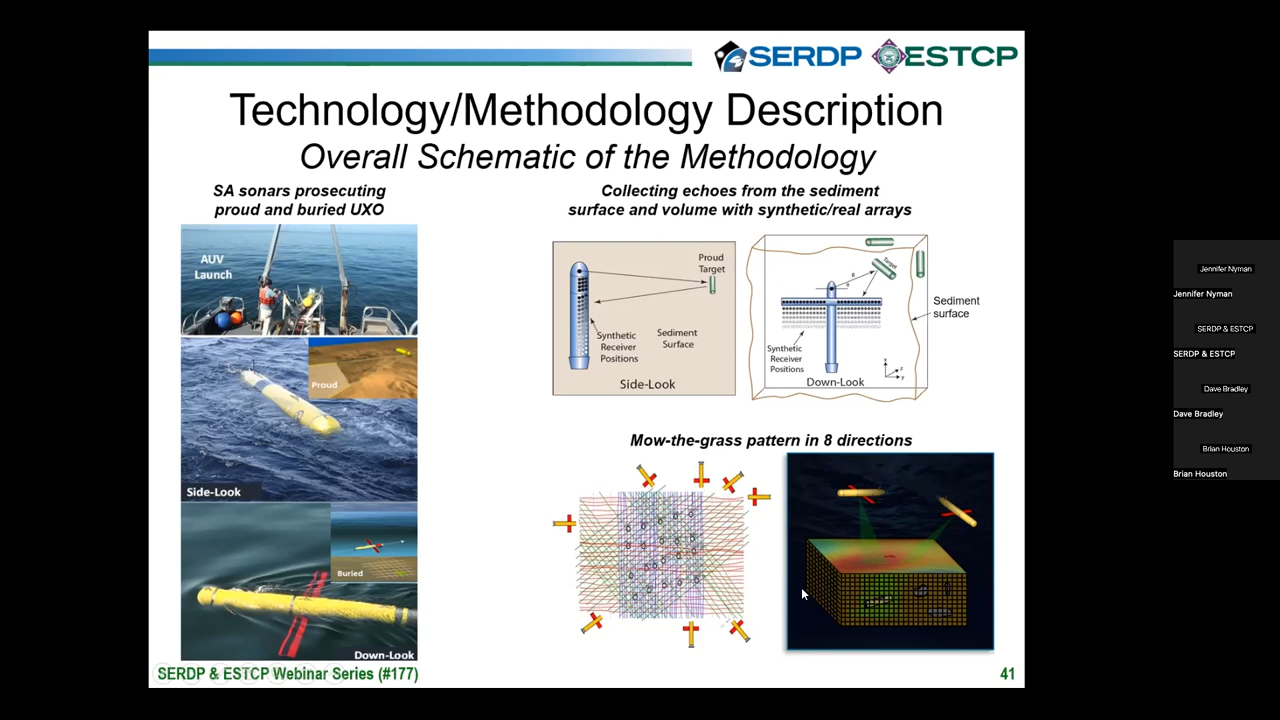 SERDP ESTCP
Technology/Methodology Description
Overall Schematic of the Methodology
SA sonars prosecuting
proud and buried UXO
AUV
Launch
Proud
Side-Look
Buried
Down-Look
Collecting echoes from the sediment
surface and volume with synthetic/real arrays
Proud
Target
Synthetic
Receiver
Positions
Sediment
Surface
Side-Look
Target
R
Synthetic
Receiver
Positions
Down-Look
x
z
y
Sediment
surface
Mow-the-grass pattern in 8 directions
SERDP & ESTCP Webinar Series (#177)
41
Jennifer Nyman
Jennifer Nyman
SERDP & ESTCP
SERDP & ESTCP
Dave Bradley
Dave Bradley
Brian Houston
Brian Houston